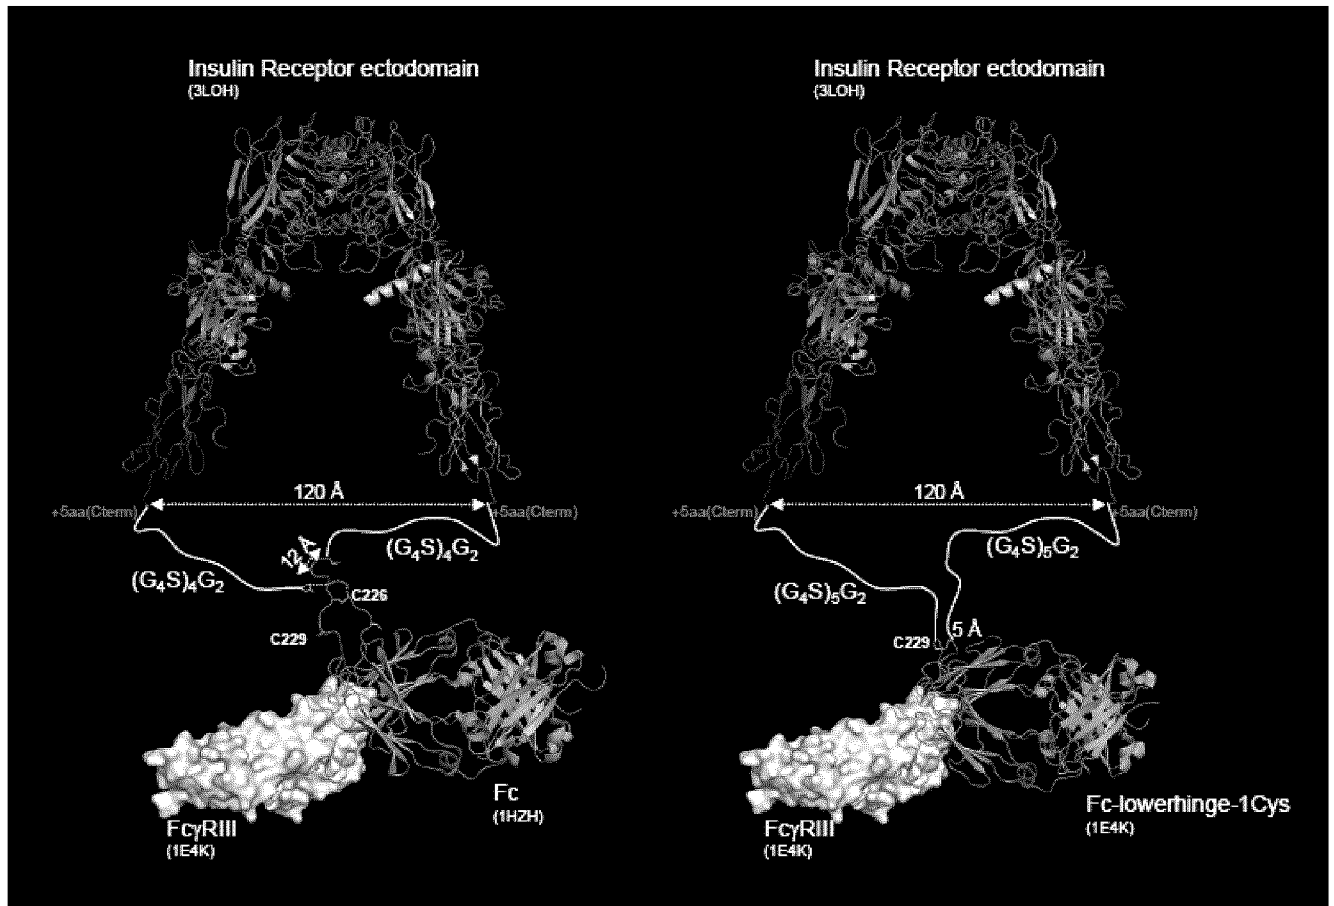 Insulin Receptor ectodomain
(3LOH)
120 Å
+5aa(Cterm)
+5aa(Cterm)
12 Å
(G₄S)₄G₂
(G₄S)₄G₂
C226
C229
Fc
(1HZH)
FcγRIII
(1E4K)
Insulin Receptor ectodomain
(3LOH)
120 Å
+5aa(Cterm)
+5aa(Cterm)
(G₄S)₅G₂
(G₄S)₅G₂
5 Å
C229
Fc-lowerhinge-1Cys
(1E4K)
FcγRIII
(1E4K)